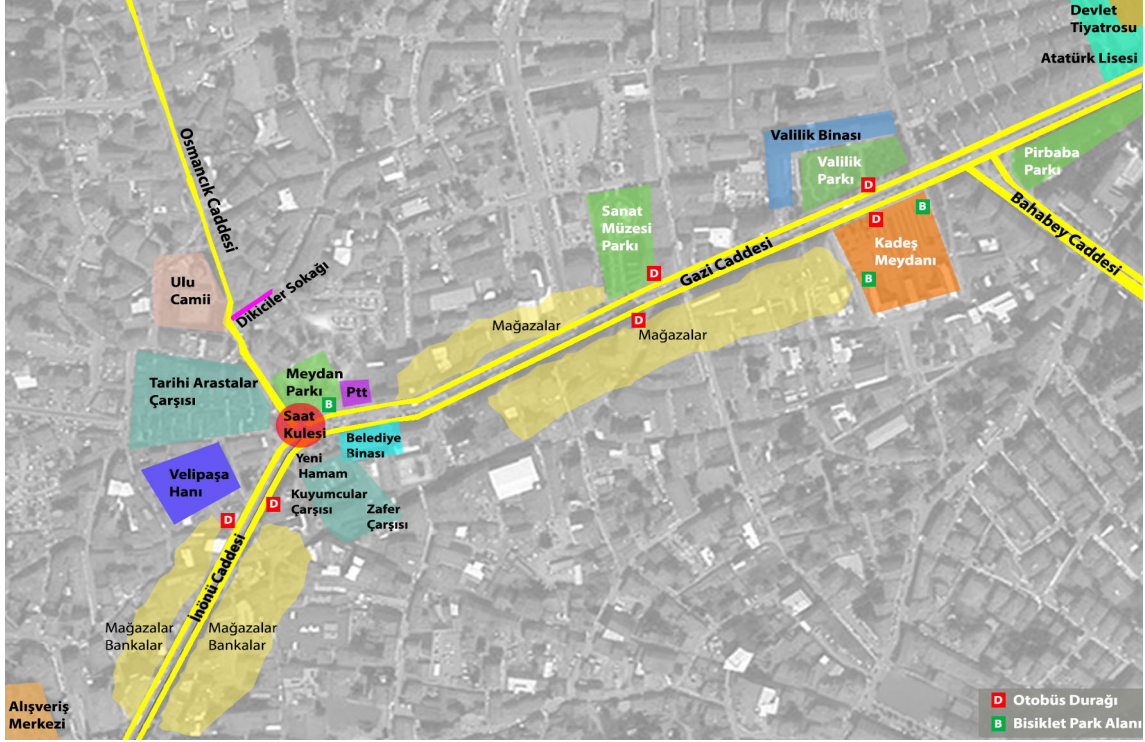 Yandex
Devlet
Tiyatrosu
Atatürk Lisesi
Valilik Binası
Valilik
Parkı
D
Pirbaba
Parkı
Osmancık Caddesi
Sanat
Müzesi
Parkı
B
D
Kadeş
Meydanı
Bahabey Caddesi
Gazi Caddesi
D
B
Ulu
Camii
Dikiciler Sokağı
Mağazalar
D
Mağazalar
Tarihi Arastalar
Çarşısı
Meydan
Parkı
B
Ptt
Saat
Kulesi
Belediye
Binası
Yeni
Hamam
Velipaşa
Hanı
Kuyumcular
Çarşısı
Zafer
Çarşısı
D
D
İnönü Caddesi
Mağazalar
Bankalar
Mağazalar
Bankalar
Alışveriş
Merkezi
D Otobüs Durağı
B Bisiklet Park Alanı